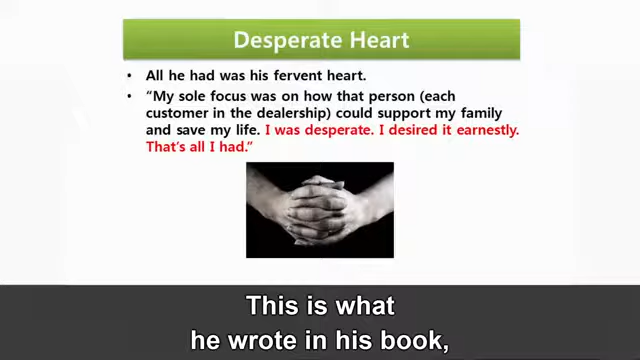 Desperate Heart
• All he had was his fervent heart.
• “My sole focus was on how that person (each
customer in the dealership) could support my family
and save my life. I was desperate. I desired it earnestly.
That’s all I had.”
This is what
he wrote in his book,